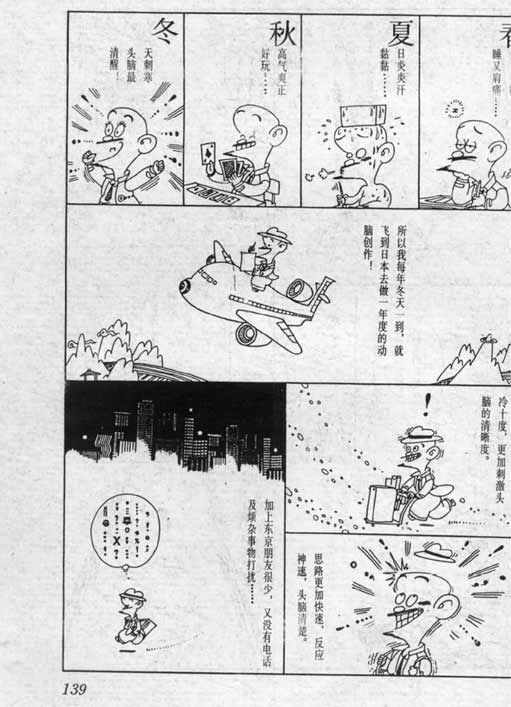 春
睡又肩痛……
夏
日炎炎汗
黏黏……
秋
高气爽正
好玩……
冬
天刺寒
头脑最
清醒！
所以我每年冬天一到，就
飞到日本去做一年度的动
脑创作！
冷十度，更加刺激头
脑的清晰度。
思路更加快速，反应
神速，头脑清楚。
加上东京朋友很少，又没有电话
及烦杂事物打扰……
139